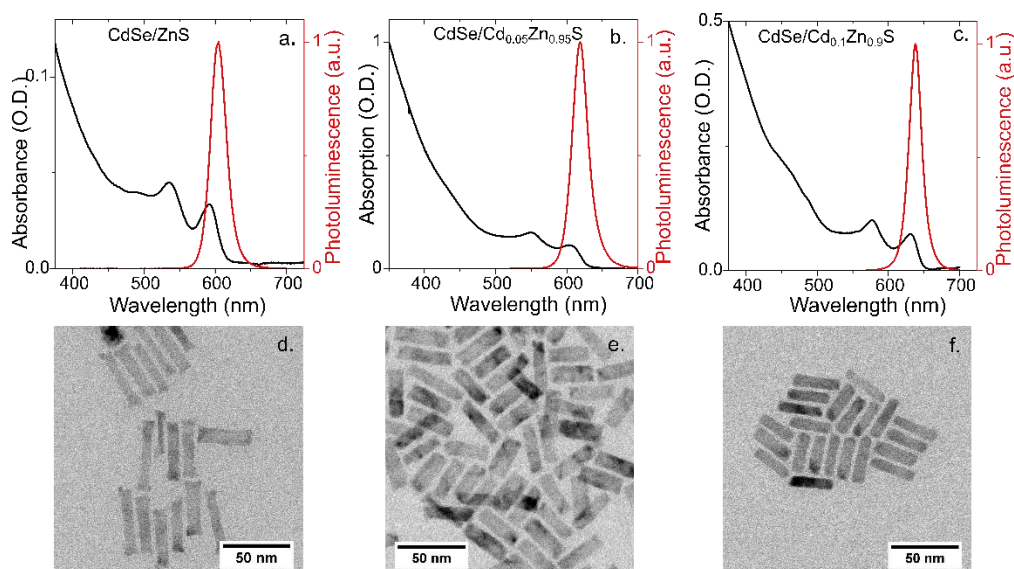 CdSe/ZnS
a.
0.1
0.0
Absorbance (O.D.)
1
0
Photoluminescence (a.u.)
400 500 600 700
Wavelength (nm)
CdSe/Cd₀.₀₅Zn₀.₉₅S
b.
1
0
Absorption (O.D.)
1
0
Photoluminescence (a.u.)
400 500 600 700
Wavelength (nm)
CdSe/Cd₀.₁Zn₀.₉S
c.
0.5
0.0
Absorbance (O.D.)
1
0
Photoluminescence (a.u.)
400 500 600 700
Wavelength (nm)
d.
50 nm
e.
50 nm
f.
50 nm